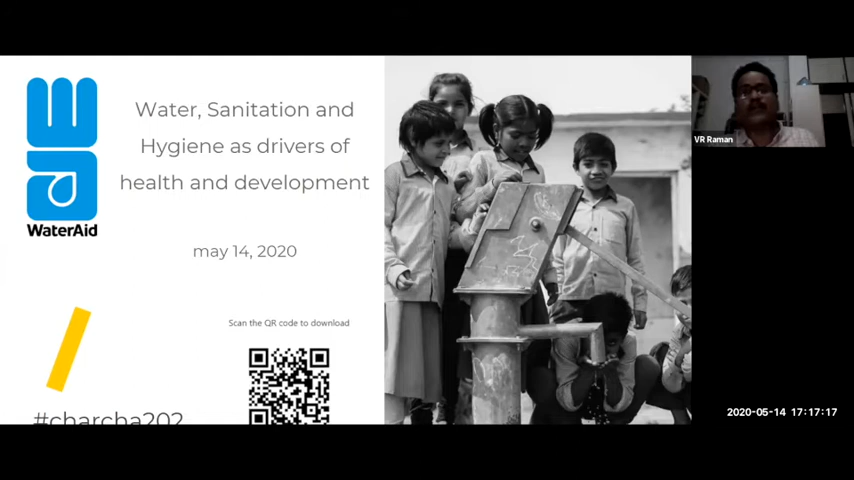 WaterAid
Water, Sanitation and
Hygiene as drivers of
health and development
may 14, 2020
Scan the QR code to download
#charcha202
VR Raman
2020-05-14 17:17:17